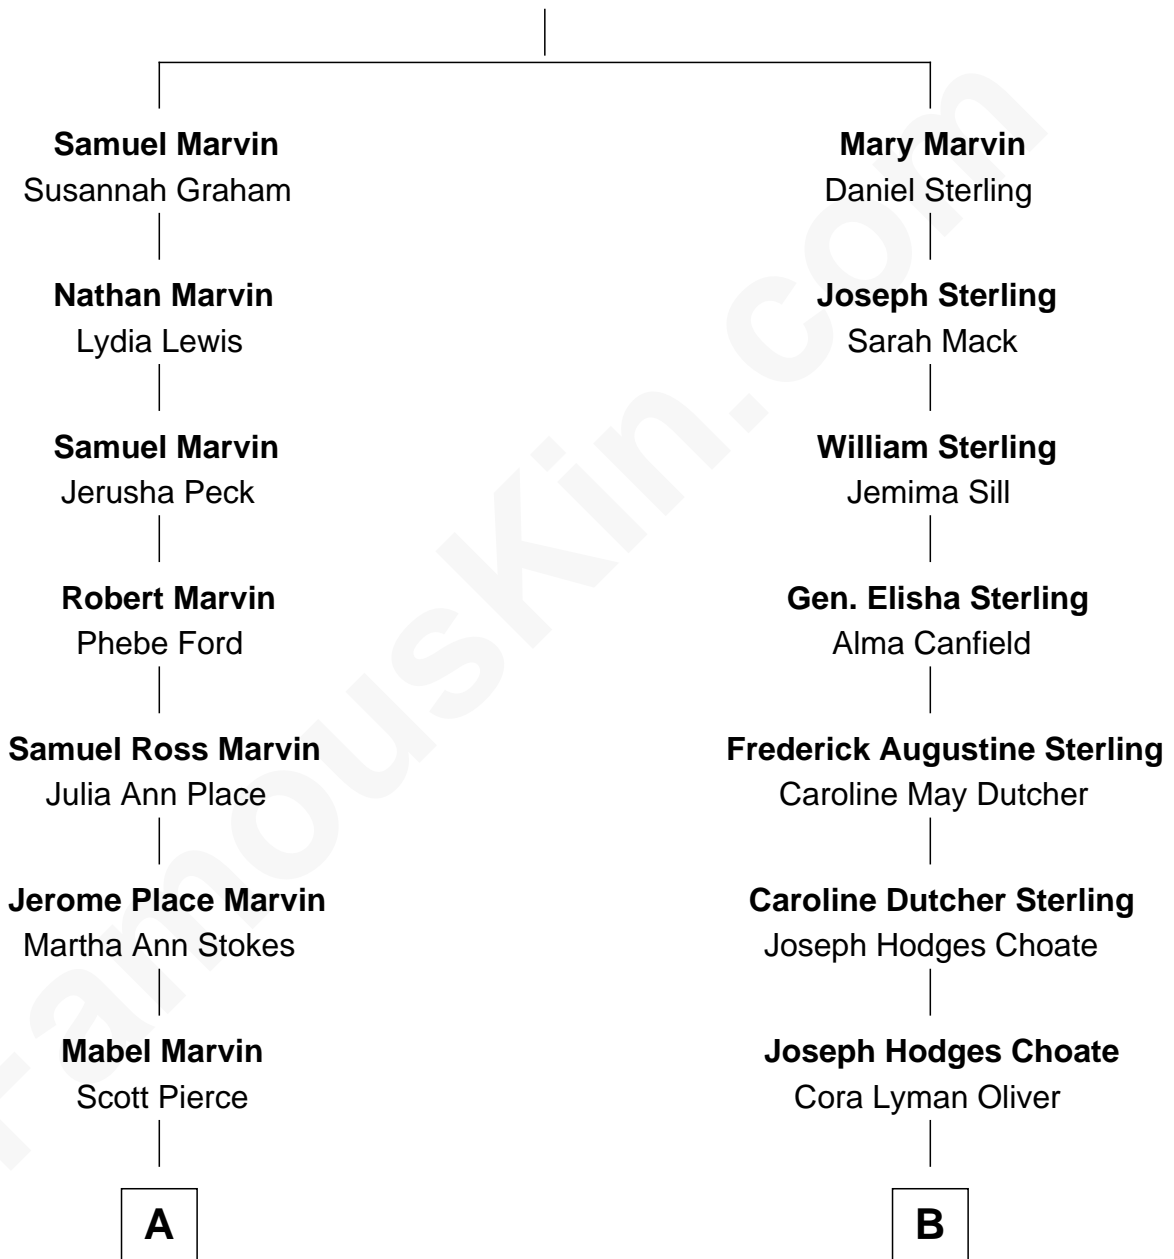 Samuel Marvin
Susannah Graham
Mary Marvin
Daniel Sterling
Nathan Marvin
Lydia Lewis
Joseph Sterling
Sarah Mack
Samuel Marvin
Jerusha Peck
William Sterling
Jemima Sill
Robert Marvin
Phebe Ford
Gen. Elisha Sterling
Alma Canfield
Samuel Ross Marvin
Julia Ann Place
Frederick Augustine Sterling
Caroline May Dutcher
Jerome Place Marvin
Martha Ann Stokes
Caroline Dutcher Sterling
Joseph Hodges Choate
Mabel Marvin
Scott Pierce
Joseph Hodges Choate
Cora Lyman Oliver
A
B
FamousKin.com